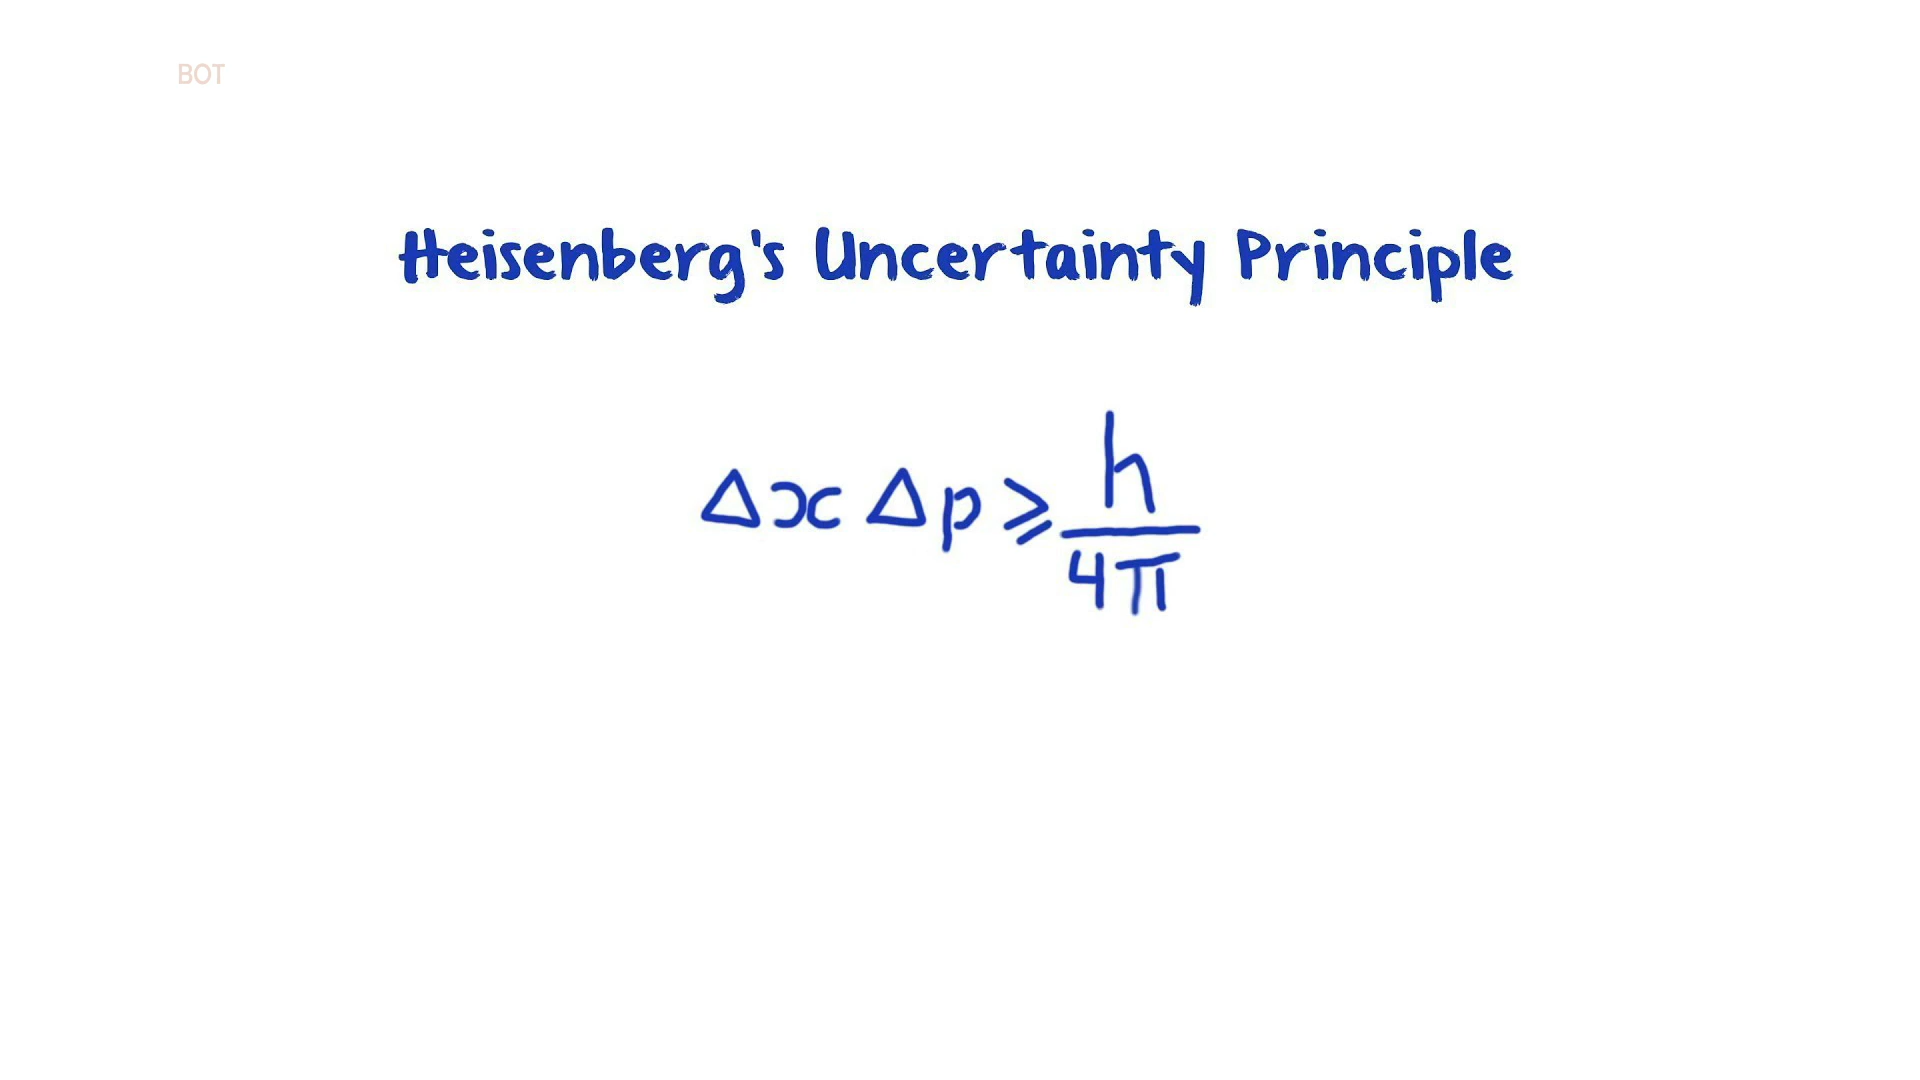 BOT
Heisenberg's Uncertainty Principle
Δx Δp ⩾ h/4π